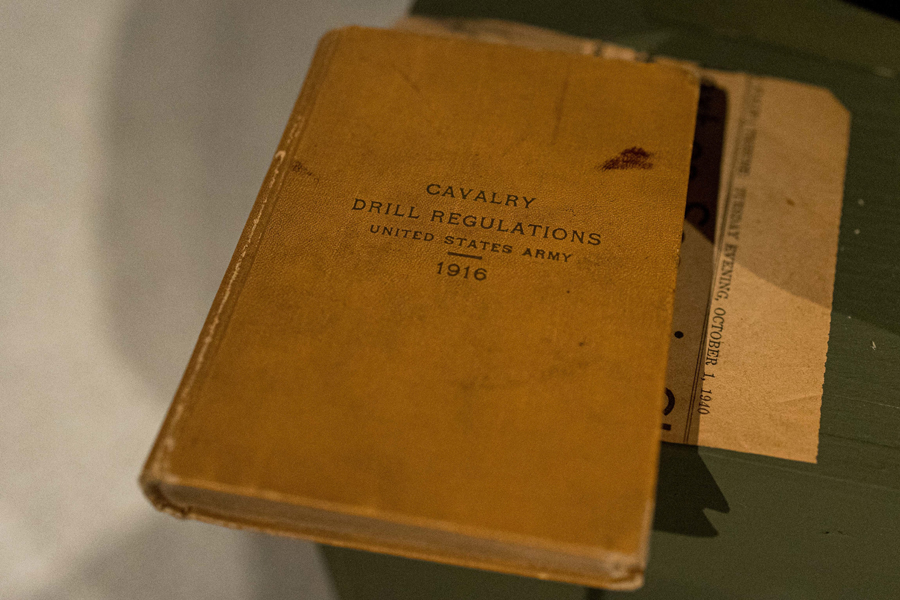 CAVALRY
DRILL REGULATIONS
UNITED STATES ARMY
1916
TUESDAY EVENING, OCTOBER 1, 1940